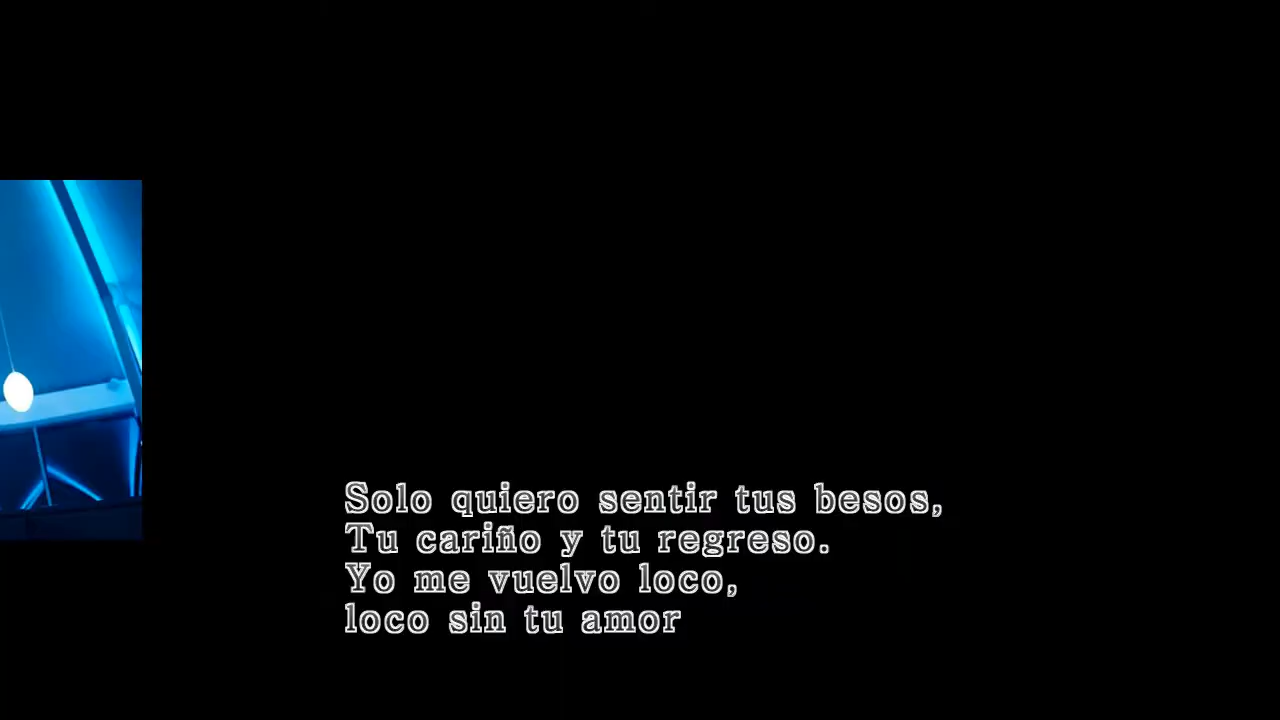 Solo quiero sentir tus besos,
Tu cariño y tu regreso.
Yo me vuelvo loco,
loco sin tu amor